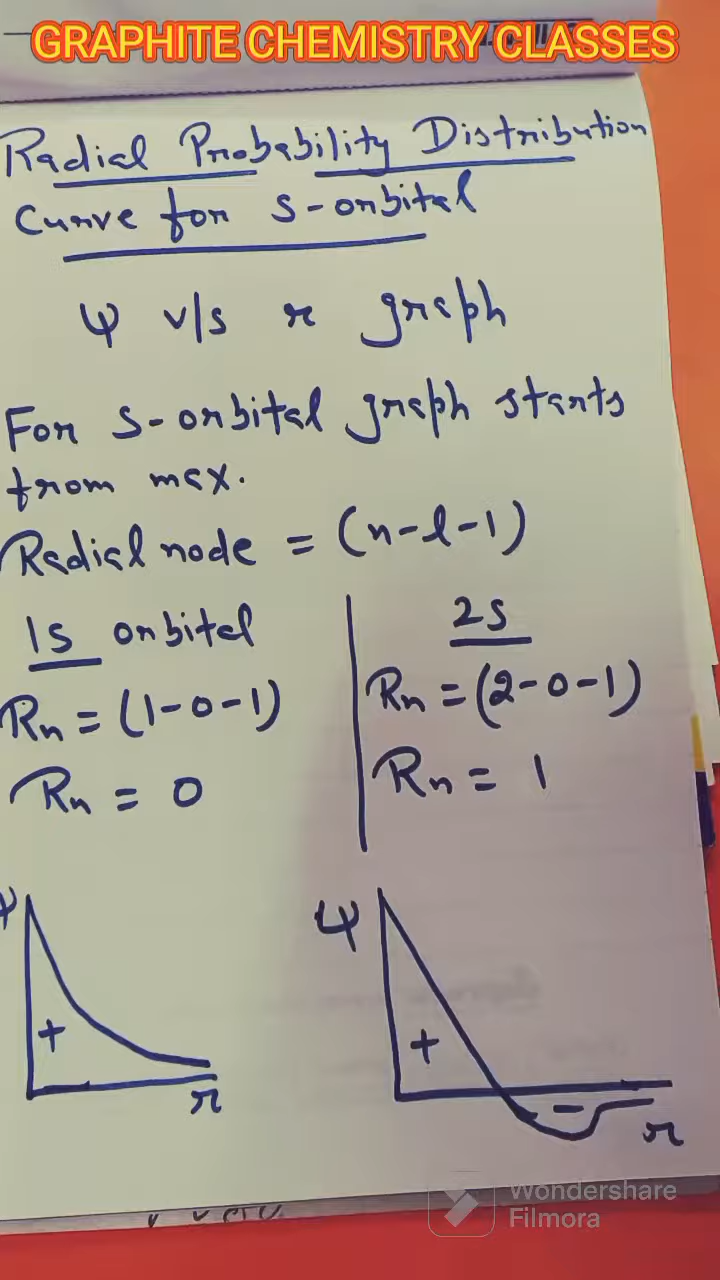 GRAPHITE CHEMISTRY CLASSES
Radial Probability Distribution
Curve for s-orbital
ψ v/s r graph
For s-orbital graph starts
from max.
Radial node = (n-l-1)
1s orbital
Rn = (1-0-1)
Rn = 0
2s
Rn = (2-0-1)
Rn = 1
ψ
+
r
ψ
+
-
r
Wondershare
Filmora